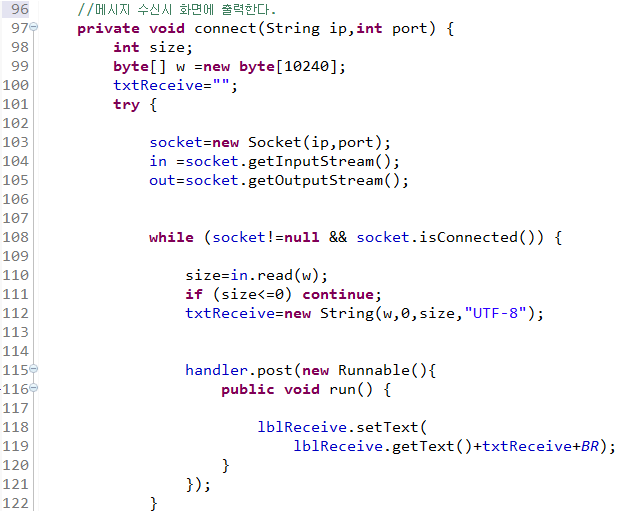 96 //메시지 수신시 화면에 출력한다.
97 private void connect(String ip,int port) {
98 int size;
99 byte[] w =new byte[10240];
100 txtReceive="";
101 try {
102
103 socket=new Socket(ip,port);
104 in =socket.getInputStream();
105 out=socket.getOutputStream();
106
107
108 while (socket!=null && socket.isConnected()) {
109
110 size=in.read(w);
111 if (size<=0) continue;
112 txtReceive=new String(w,0,size,"UTF-8");
113
114
115 handler.post(new Runnable(){
116 public void run() {
117
118 lblReceive.setText(
119 lblReceive.getText()+txtReceive+BR);
120 }
121 });
122 }